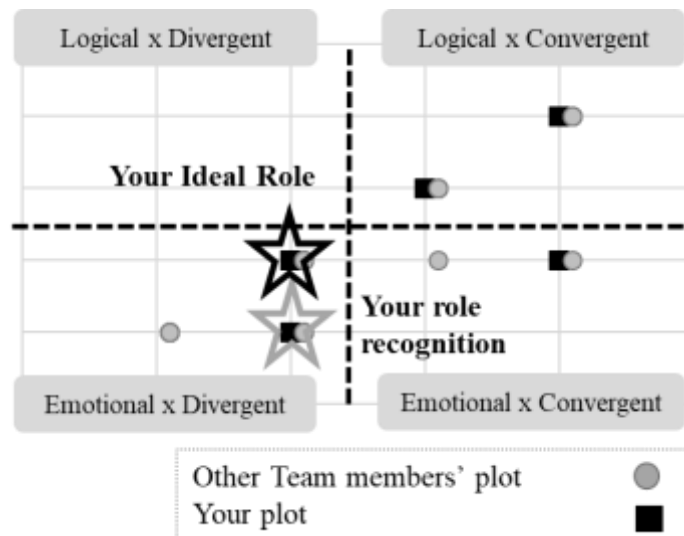 Logical x Divergent
Logical x Convergent
Your Ideal Role
Your role
recognition
Emotional x Divergent
Emotional x Convergent
Other Team members' plot
Your plot